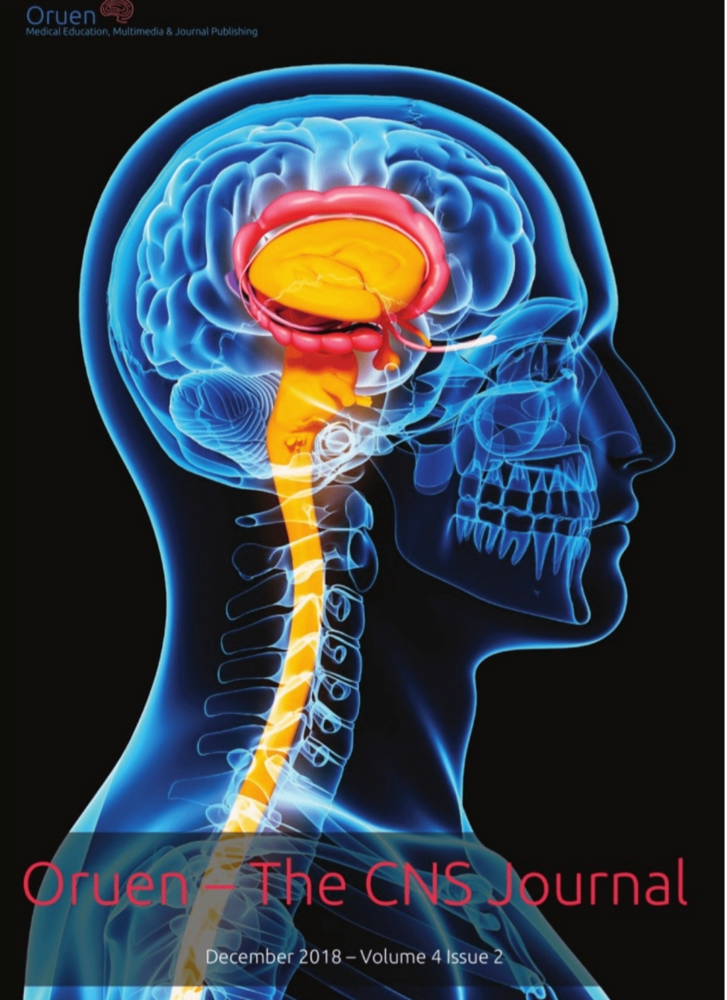 Oruen
Medical Education, Multimedia & Journal Publishing
Oruen – The CNS Journal
December 2018 – Volume 4 Issue 2